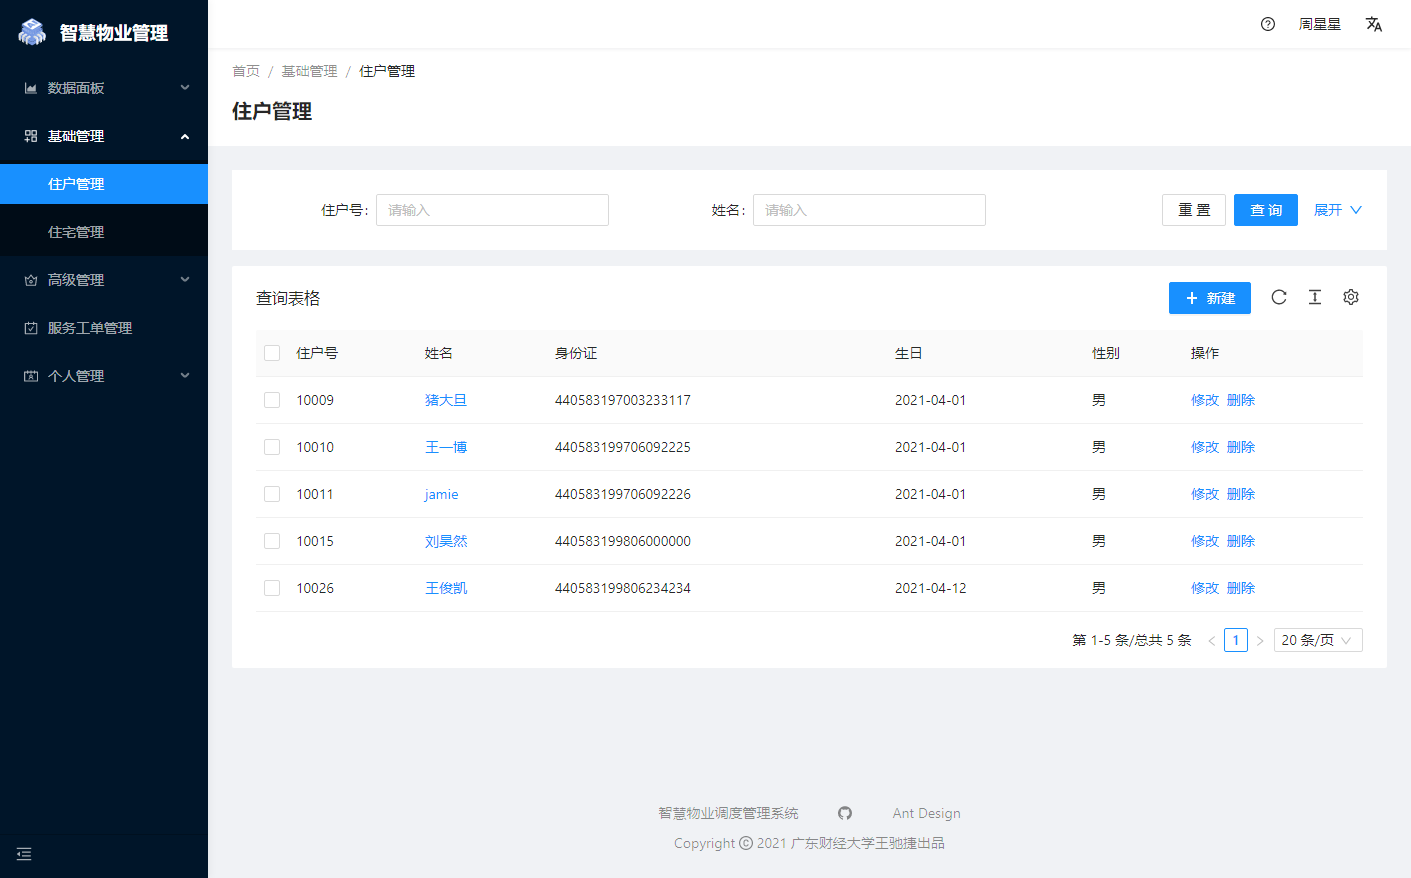 智慧物业管理
周星星
数据面板
基础管理
住户管理
住宅管理
高级管理
服务工单管理
个人管理
首页 / 基础管理 / 住户管理
住户管理
住户号: 请输入 姓名: 请输入 重 置 查 询 展开
查询表格 + 新建
住户号 姓名 身份证 生日 性别 操作
10009 猪大旦 440583197003233117 2021-04-01 男 修改 删除
10010 王一博 440583199706092225 2021-04-01 男 修改 删除
10011 jamie 440583199706092226 2021-04-01 男 修改 删除
10015 刘昊然 440583199806000000 2021-04-01 男 修改 删除
10026 王俊凯 440583199806234234 2021-04-12 男 修改 删除
第 1-5 条/总共 5 条 < 1 > 20 条/页
智慧物业调度管理系统 Ant Design
Copyright © 2021 广东财经大学王驰捷出品